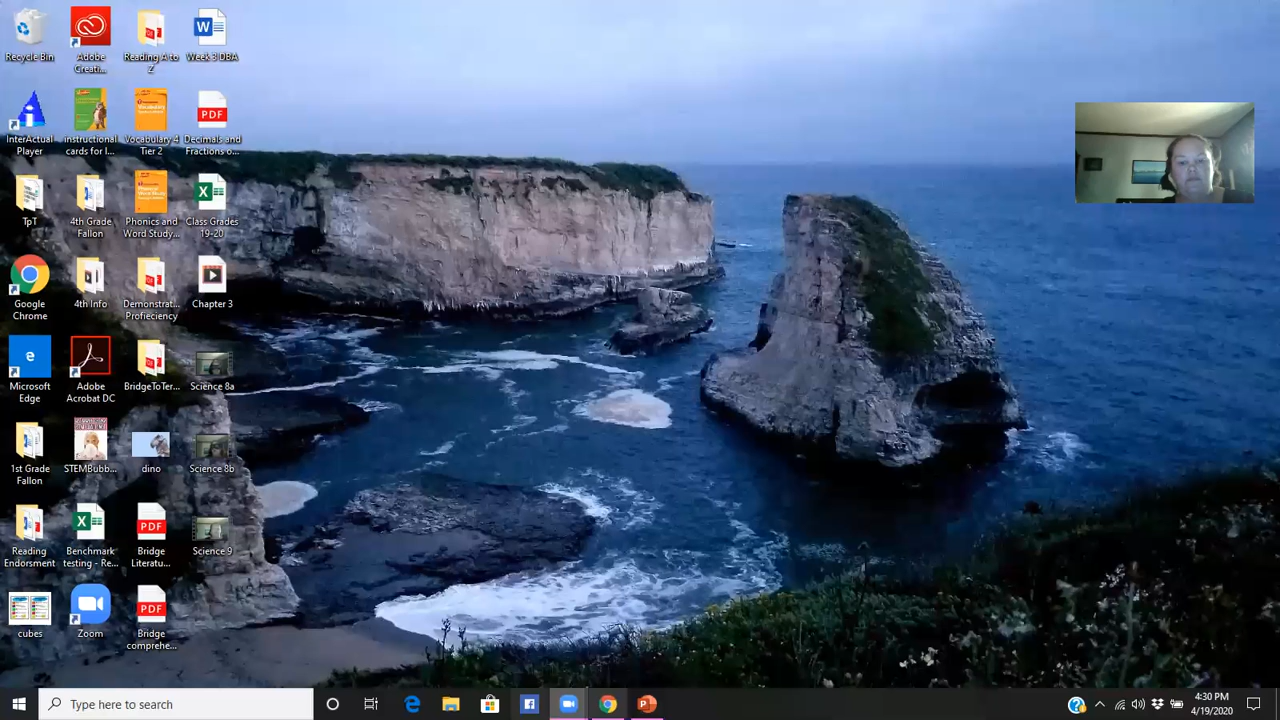 Recycle Bin
Adobe
Creati...
Reading A to
Z
Week 3 DBA
InterActual
Player
instructional
cards for l...
Vocabulary 4
Tier 2
Decimals and
Fractions o...
TpT
4th Grade
Fallon
Phonics and
Word Study...
Class Grades
19-20
Google
Chrome
4th Info
Demonstrat...
Profieciency
Chapter 3
Microsoft
Edge
Adobe
Acrobat DC
BridgeToTer...
Science 8a
1st Grade
Fallon
STEMBubb...
dino
Science 8b
Reading
Endorsment
Benchmark
testing - Re...
Bridge
Literatu...
Science 9
cubes
Zoom
Bridge
comprehe...
PDF
PDF
PDF
Type here to search
4:30 PM
4/19/2020